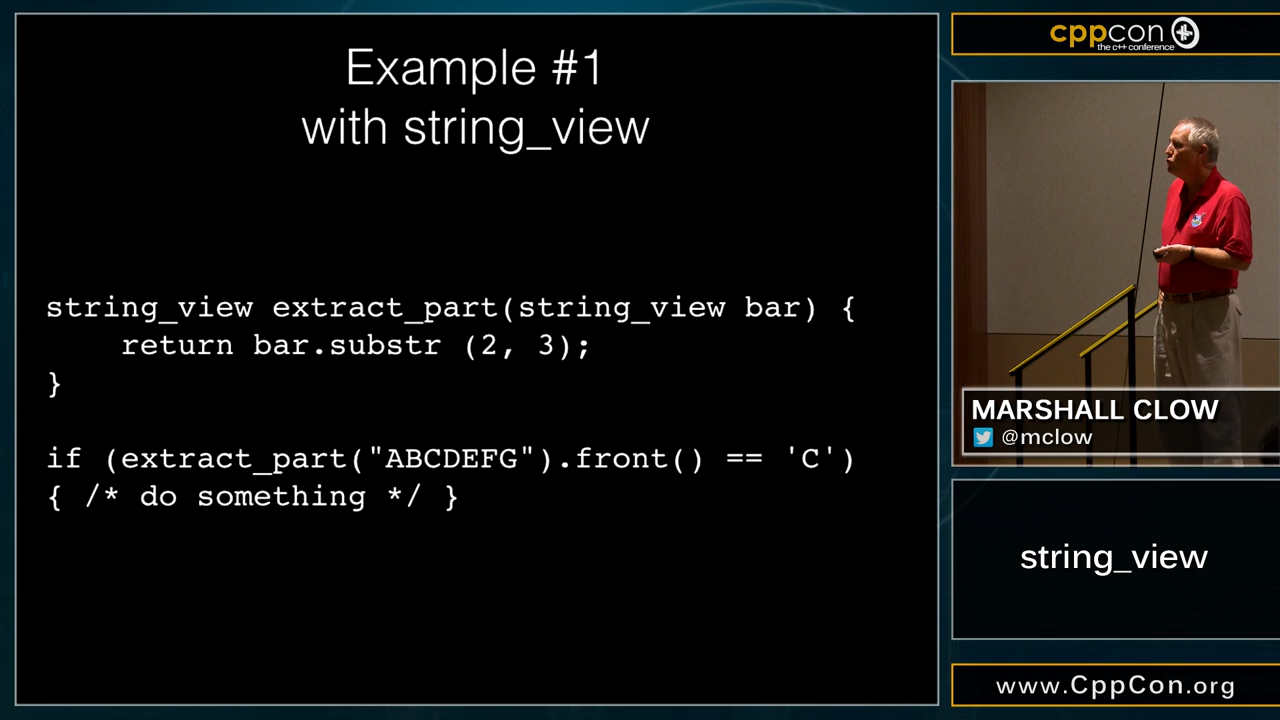 Example #1
with string_view
string_view extract_part(string_view bar) {
    return bar.substr (2, 3);
}
if (extract_part("ABCDEFG").front() == 'C')
{ /* do something */ }
cppcon
the c++ conference
MARSHALL CLOW
@mclow
string_view
www.CppCon.org